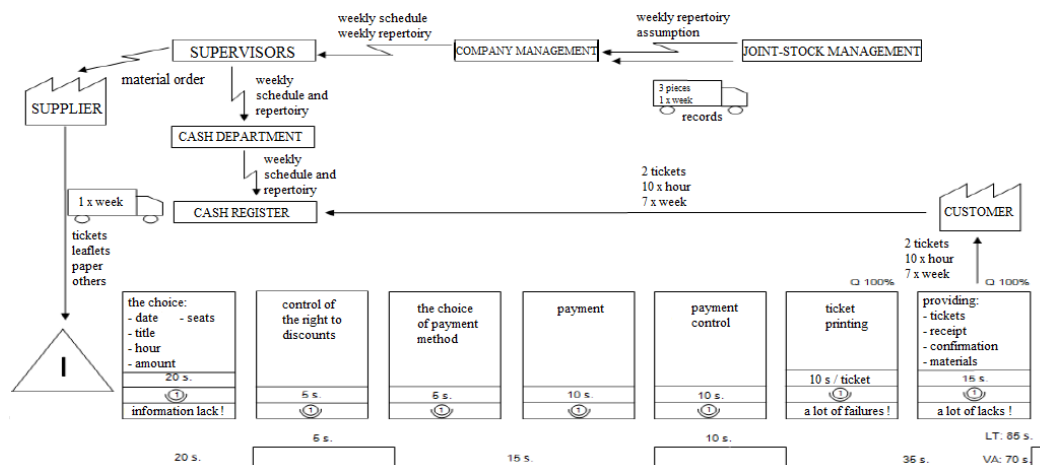 weekly schedule
weekly repertoiry
weekly repertoiry
assumption
SUPERVISORS
COMPANY MANAGEMENT
JOINT-STOCK MANAGEMENT
material order
SUPPLIER
weekly
schedule and
repertoiry
3 pieces
1 x week
records
CASH DEPARTMENT
weekly
schedule and
repertoiry
2 tickets
10 x hour
7 x week
1 x week
CASH REGISTER
CUSTOMER
tickets
leaflets
paper
others
2 tickets
10 x hour
7 x week
Q 100%
Q 100%
I
the choice:
- date - seats
- title
- hour
- amount
20 s.
1
information lack !
control of
the right to
discounts
5 s.
1
the choice
of payment
method
5 s.
1
payment
10 s.
1
payment
control
10 s.
1
ticket
printing
10 s / ticket
1
a lot of failures !
providing:
- tickets
- receipt
- confirmation
- materials
15 s.
1
a lot of lacks !
20 s.
5 s.
15 s.
10 s.
35 s.
LT: 85 s.
VA: 70 s.